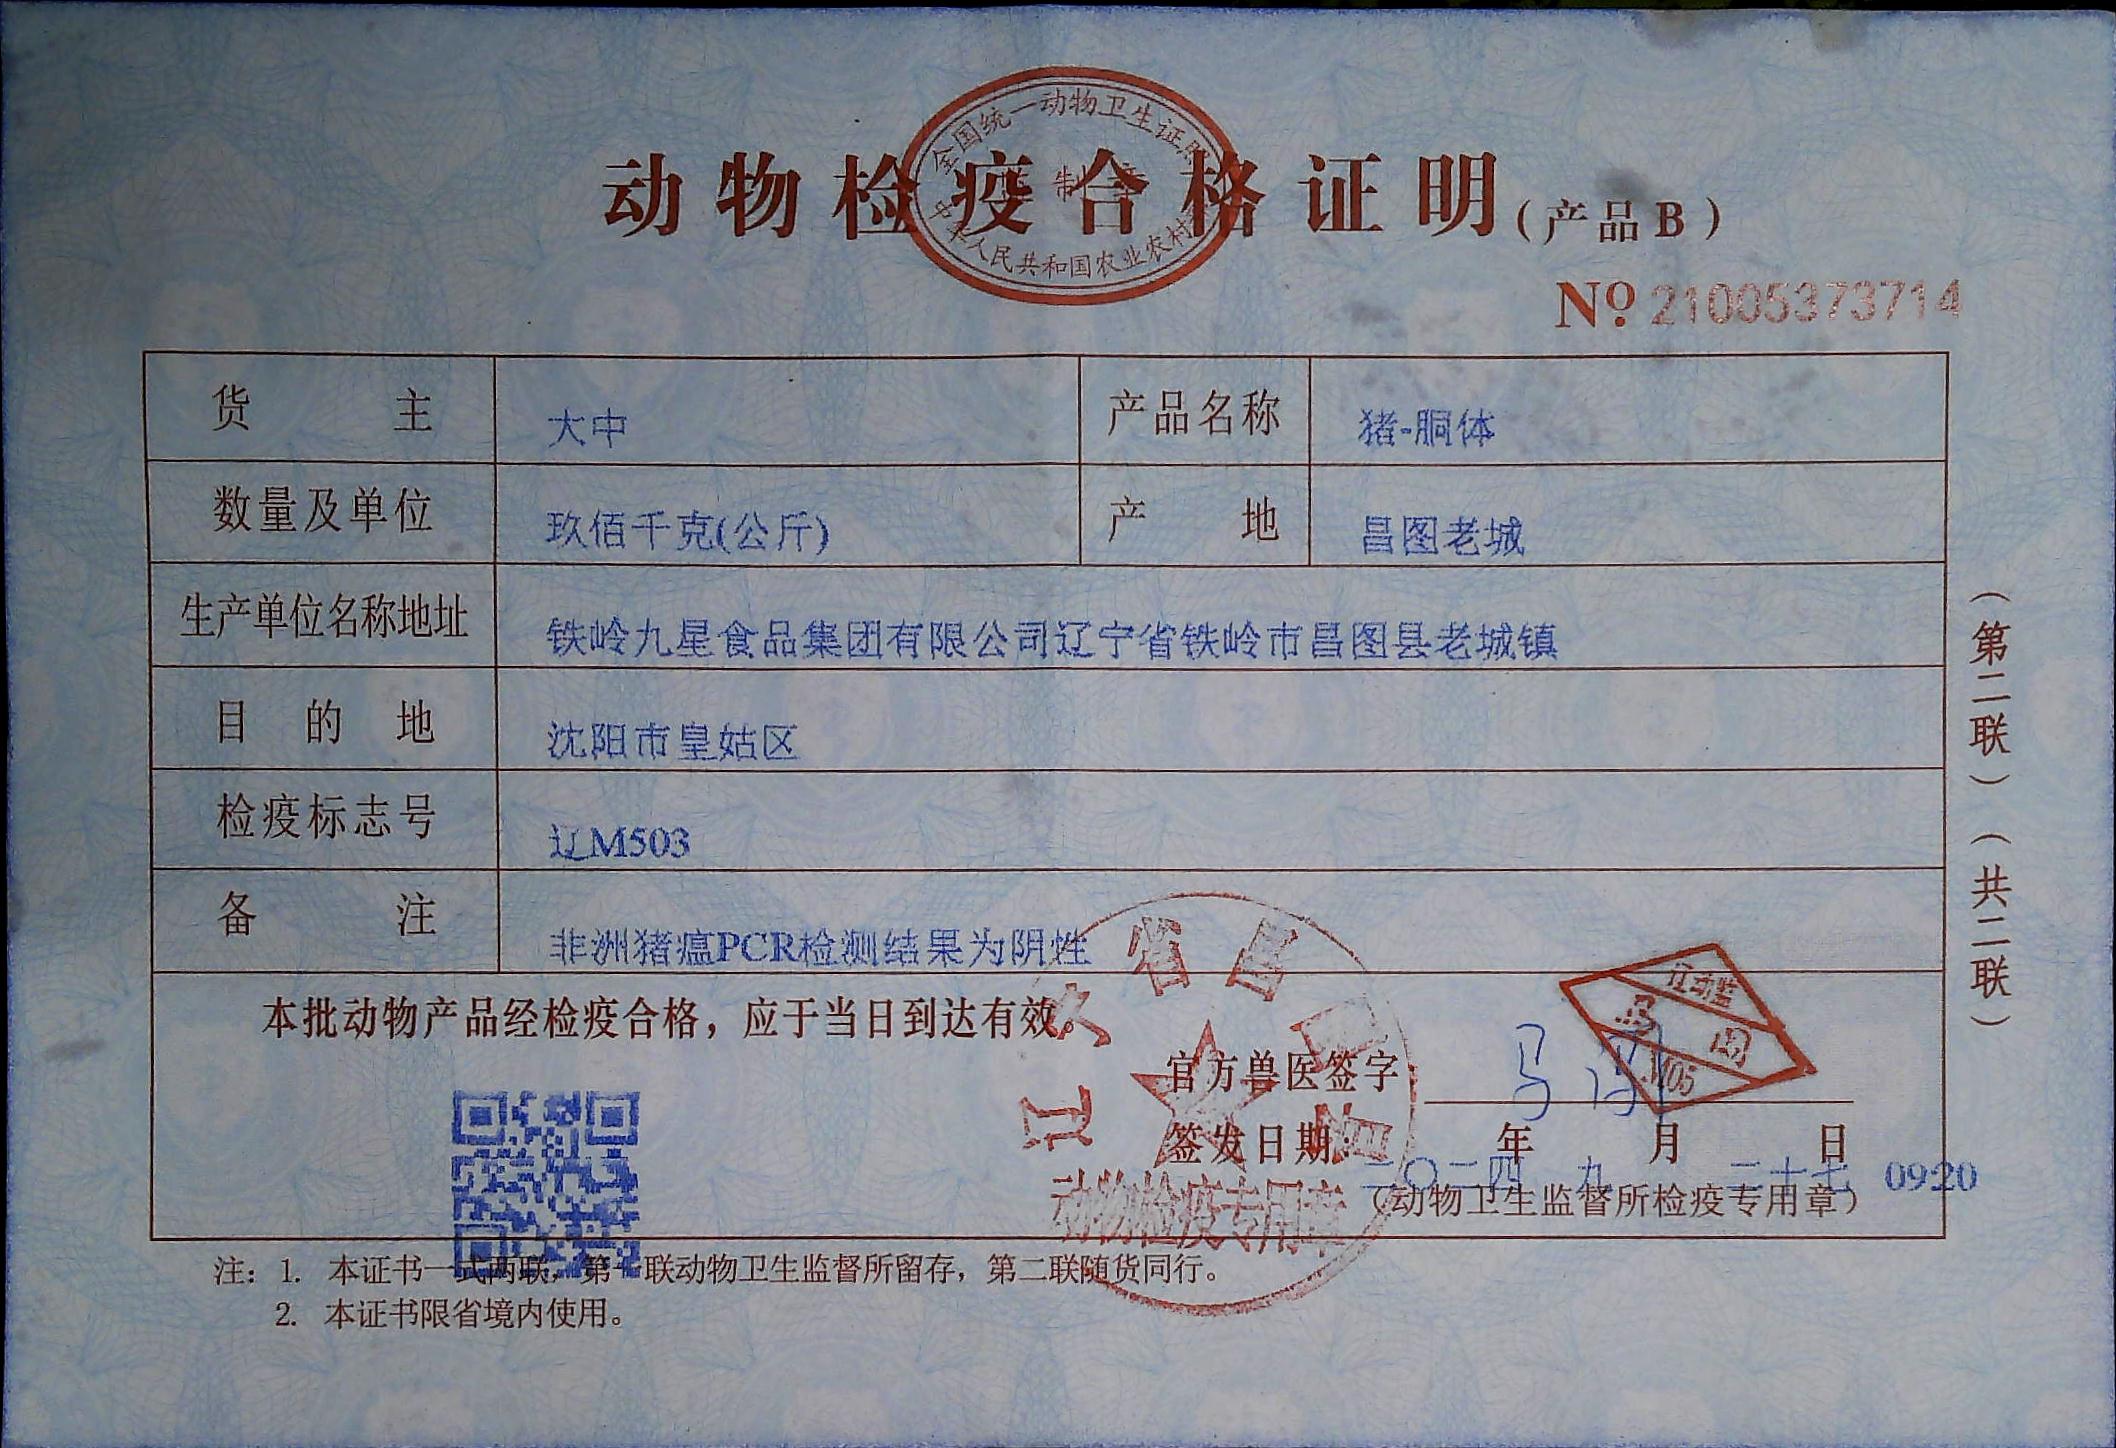 全国统一动物卫生证
制
中华人民共和国农业农村
动物检疫合格证明(产品B)
Nº 21005373714
货主 大中 产品名称 猪-胴体
数量及单位 玖佰千克(公斤) 产地 昌图老城
生产单位名称地址 铁岭九星食品集团有限公司辽宁省铁岭市昌图县老城镇
目的地 沈阳市皇姑区
检疫标志号 辽M503
备注 非洲猪瘟PCR检测结果为阴性
本批动物产品经检疫合格，应于当日到达有效。
官方兽医签字
辽动监
M05
签发日期: 年 月 日
二〇二四 九 二十七 0920
(动物卫生监督所检疫专用章)
辽宁省昌图
动物检疫专用章
注：1. 本证书一式两联，第一联动物卫生监督所留存，第二联随货同行。
2. 本证书限省境内使用。
(第二联)(共二联)